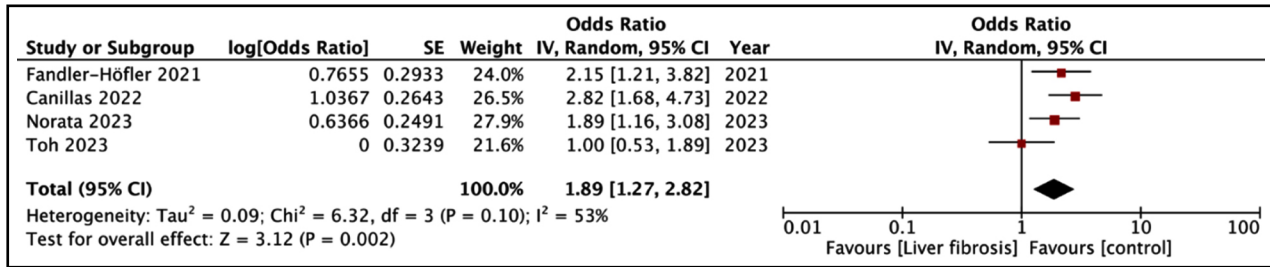 Odds Ratio Odds Ratio
Study or Subgroup log[Odds Ratio] SE Weight IV, Random, 95% CI Year IV, Random, 95% CI
Fandler-Höfler 2021 0.7655 0.2933 24.0% 2.15 [1.21, 3.82] 2021
Canillas 2022 1.0367 0.2643 26.5% 2.82 [1.68, 4.73] 2022
Norata 2023 0.6366 0.2491 27.9% 1.89 [1.16, 3.08] 2023
Toh 2023 0 0.3239 21.6% 1.00 [0.53, 1.89] 2023
Total (95% CI) 100.0% 1.89 [1.27, 2.82]
Heterogeneity: Tau² = 0.09; Chi² = 6.32, df = 3 (P = 0.10); I² = 53%
Test for overall effect: Z = 3.12 (P = 0.002)
0.01 0.1 1 10 100
Favours [Liver fibrosis] Favours [control]